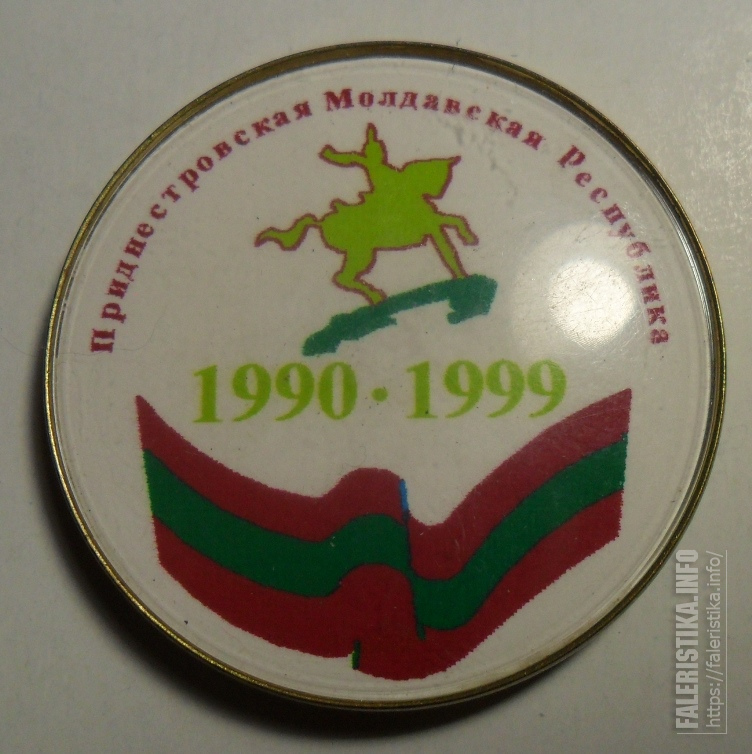 Приднестровская Молдавская Республика
1990 · 1999
FALERISTIKA.INFO
https://faleristika.info/